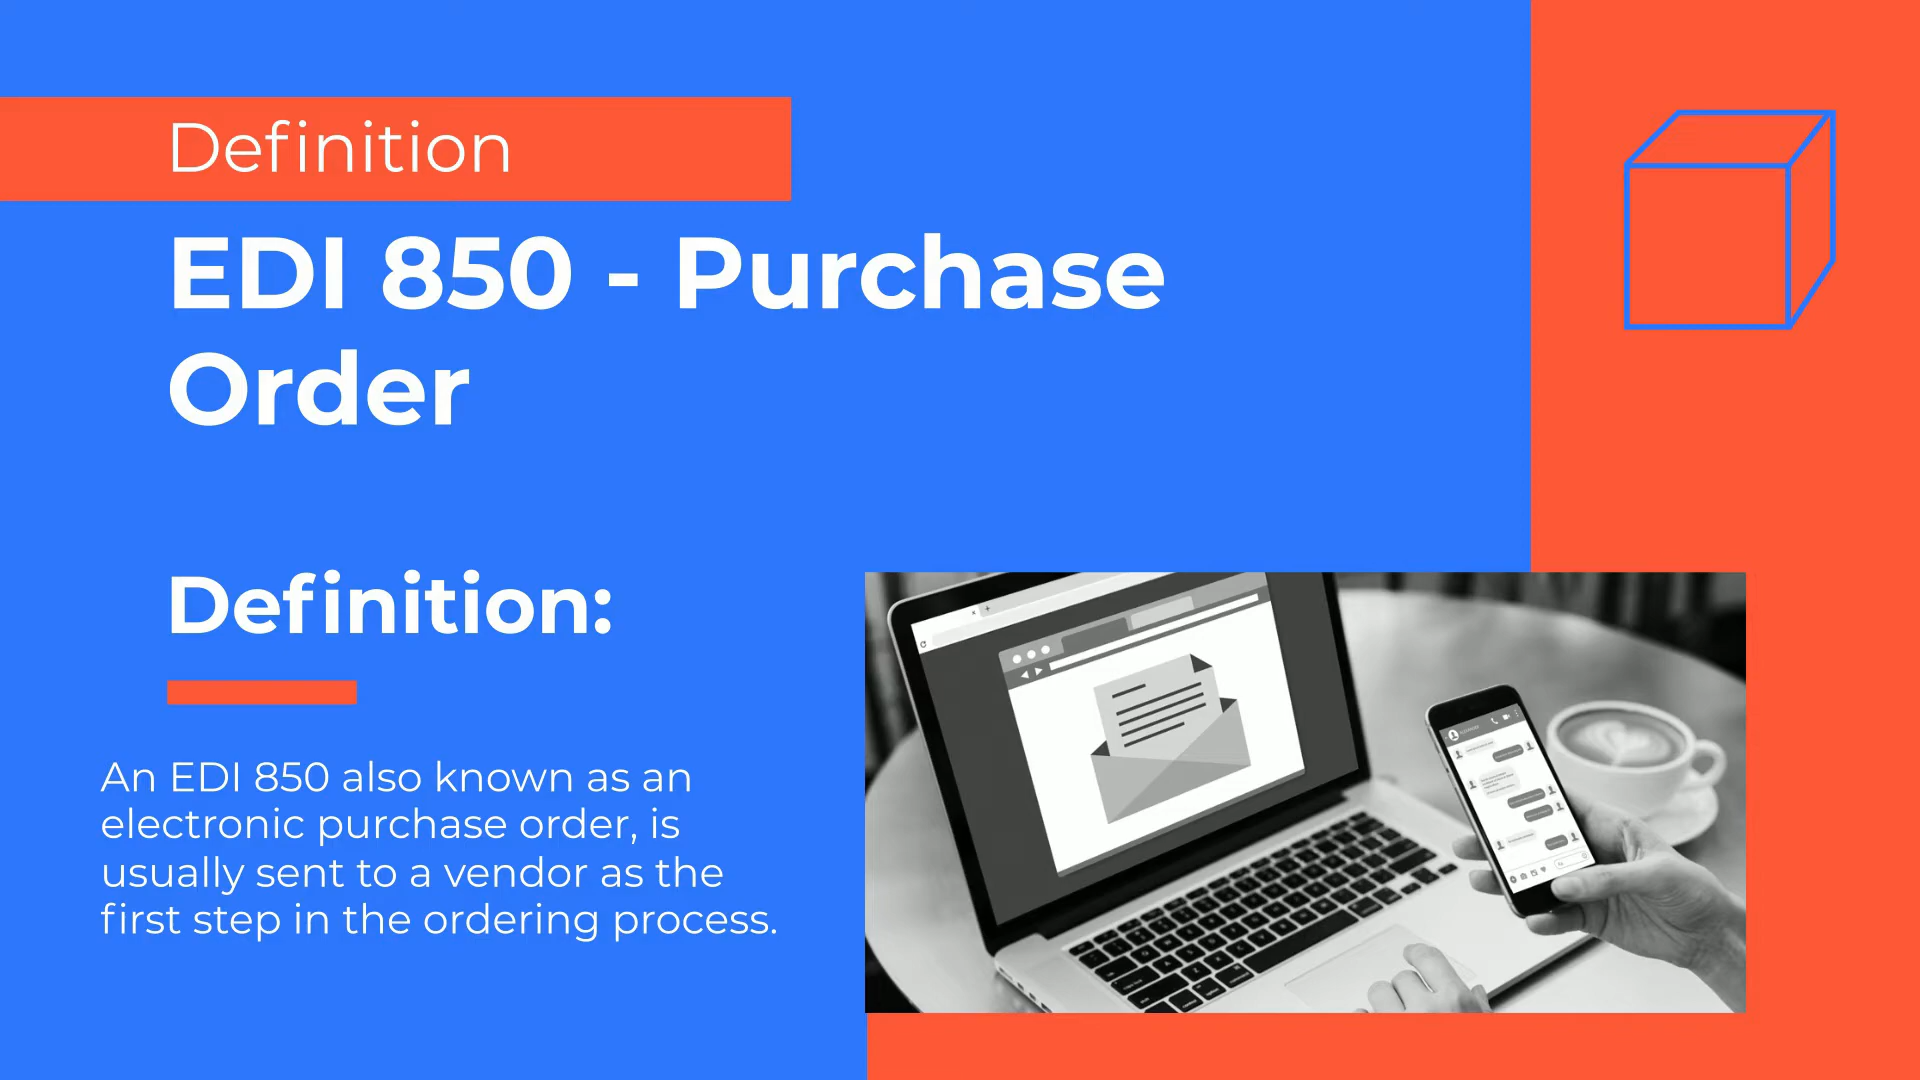 Definition
EDI 850 - Purchase
Order
Definition:
An EDI 850 also known as an
electronic purchase order, is
usually sent to a vendor as the
first step in the ordering process.